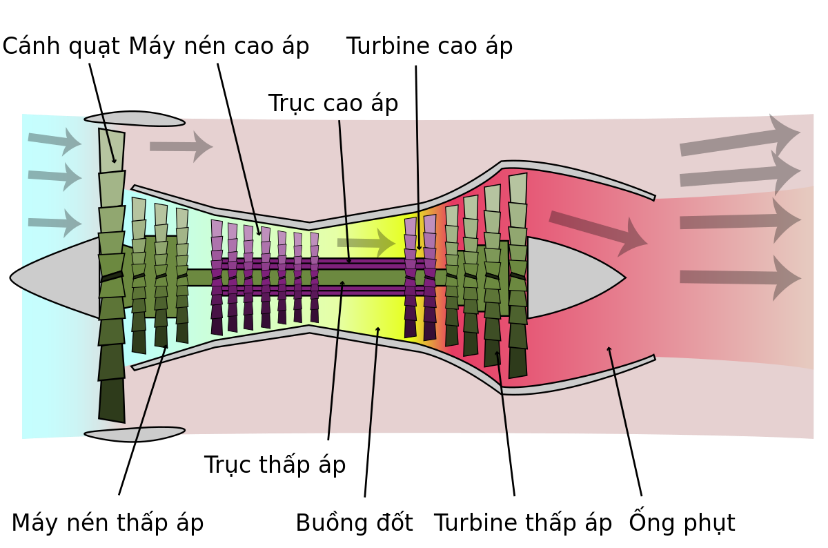 Cánh quạt
Máy nén cao áp
Turbine cao áp
Trục cao áp
Trục thấp áp
Máy nén thấp áp
Buồng đốt
Turbine thấp áp
Ống phụt